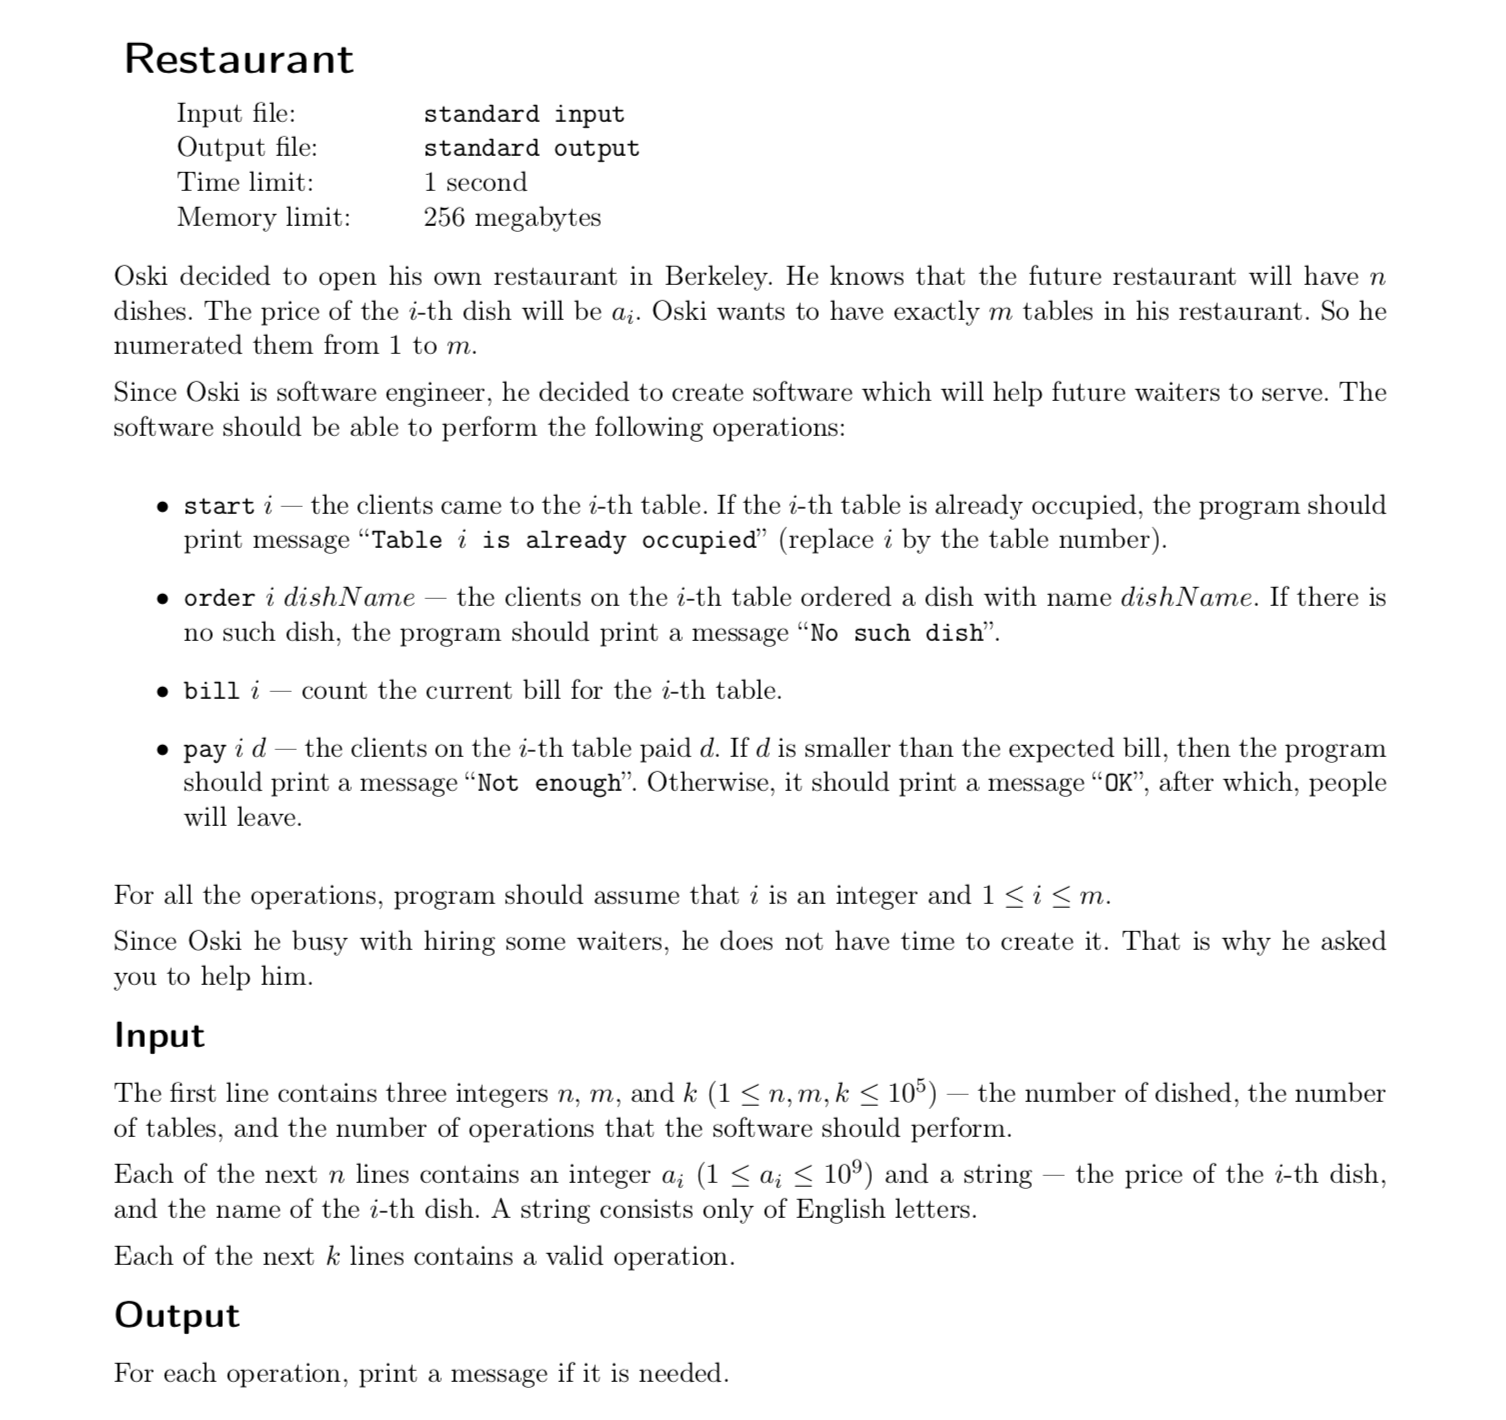 Restaurant
Input file: standard input
Output file: standard output
Time limit: 1 second
Memory limit: 256 megabytes
Oski decided to open his own restaurant in Berkeley. He knows that the future restaurant will have n
dishes. The price of the i-th dish will be aᵢ. Oski wants to have exactly m tables in his restaurant. So he
numerated them from 1 to m.
Since Oski is software engineer, he decided to create software which will help future waiters to serve. The
software should be able to perform the following operations:
• start i — the clients came to the i-th table. If the i-th table is already occupied, the program should
print message “Table i is already occupied” (replace i by the table number).
• order i dishName — the clients on the i-th table ordered a dish with name dishName. If there is
no such dish, the program should print a message “No such dish”.
• bill i — count the current bill for the i-th table.
• pay i d — the clients on the i-th table paid d. If d is smaller than the expected bill, then the program
should print a message “Not enough”. Otherwise, it should print a message “OK”, after which, people
will leave.
For all the operations, program should assume that i is an integer and 1 ≤ i ≤ m.
Since Oski he busy with hiring some waiters, he does not have time to create it. That is why he asked
you to help him.
Input
The first line contains three integers n, m, and k (1 ≤ n, m, k ≤ 10⁵) — the number of dished, the number
of tables, and the number of operations that the software should perform.
Each of the next n lines contains an integer aᵢ (1 ≤ aᵢ ≤ 10⁹) and a string — the price of the i-th dish,
and the name of the i-th dish. A string consists only of English letters.
Each of the next k lines contains a valid operation.
Output
For each operation, print a message if it is needed.